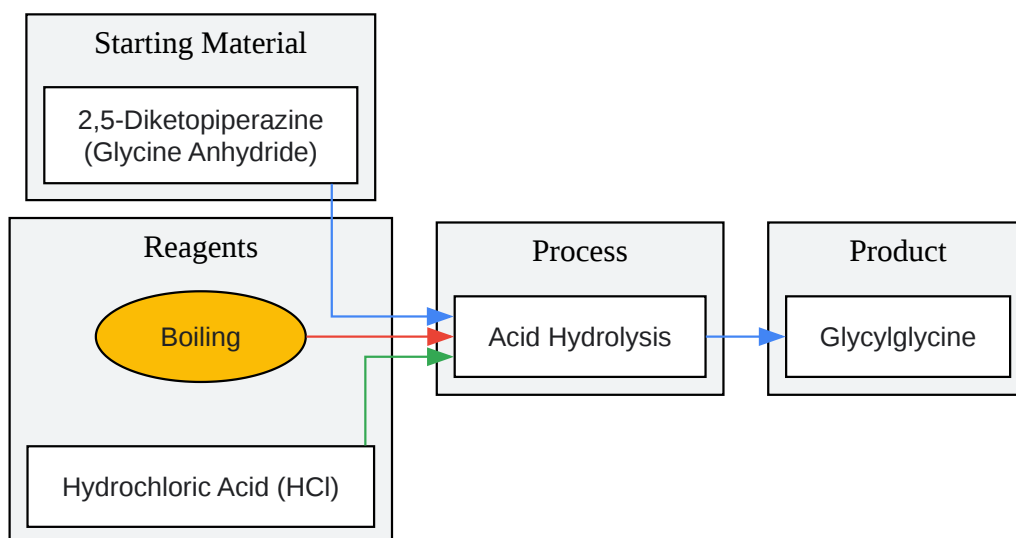 Starting Material
2,5-Diketopiperazine
(Glycine Anhydride)
Reagents
Boiling
Hydrochloric Acid (HCl)
Process
Acid Hydrolysis
Product
Glycylglycine